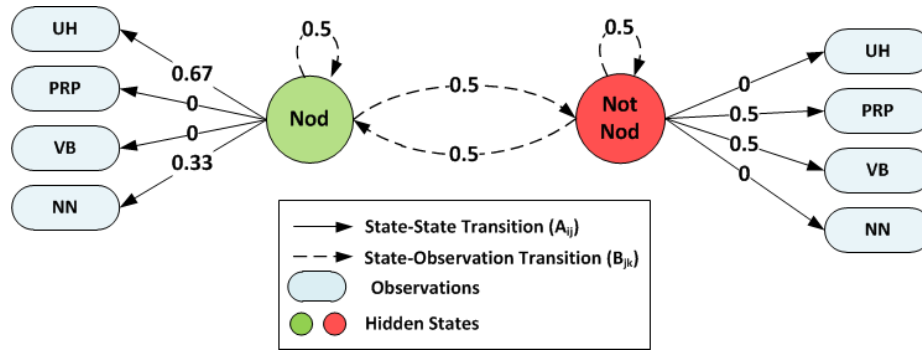 UH
PRP
VB
NN
0.67
0
0
0.33
0.5
Nod
0.5
0.5
0.5
Not
Nod
0
0.5
0.5
0
UH
PRP
VB
NN
State-State Transition (Aij)
State-Observation Transition (Bjk)
Observations
Hidden States